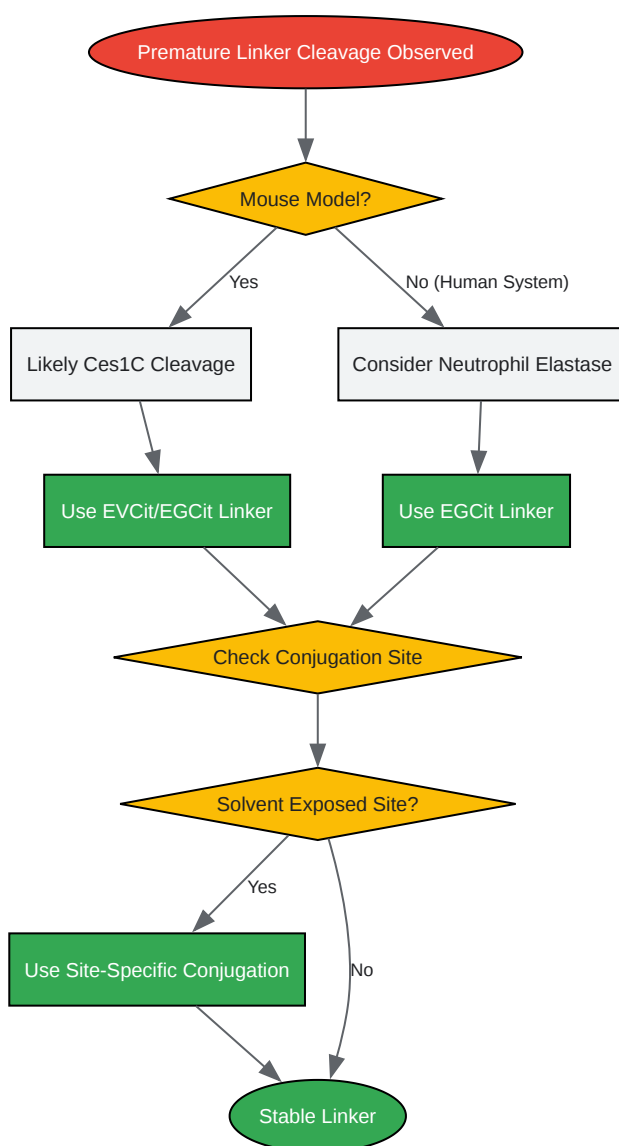 Premature Linker Cleavage Observed
Mouse Model?
Yes
No (Human System)
Likely Ces1C Cleavage
Consider Neutrophil Elastase
Use EVCit/EGCit Linker
Use EGCit Linker
Check Conjugation Site
Solvent Exposed Site?
Yes
Use Site-Specific Conjugation
No
Stable Linker